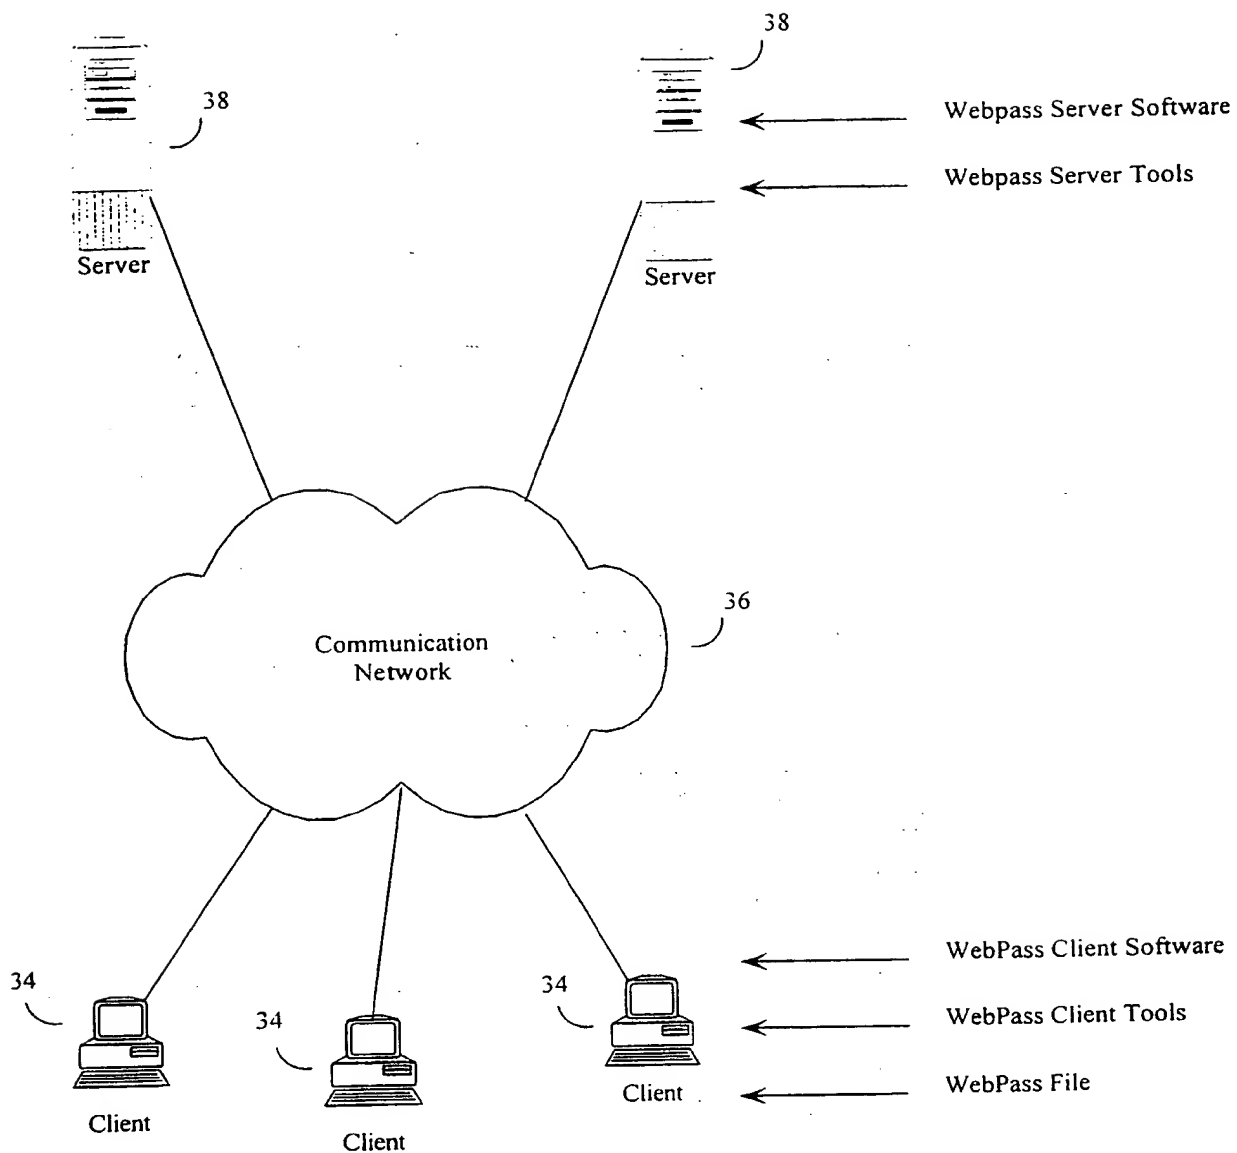 38
38
Webpass Server Software
Webpass Server Tools
Server
Server
36
Communication
Network
WebPass Client Software
34
34
34
WebPass Client Tools
WebPass File
Client
Client
Client